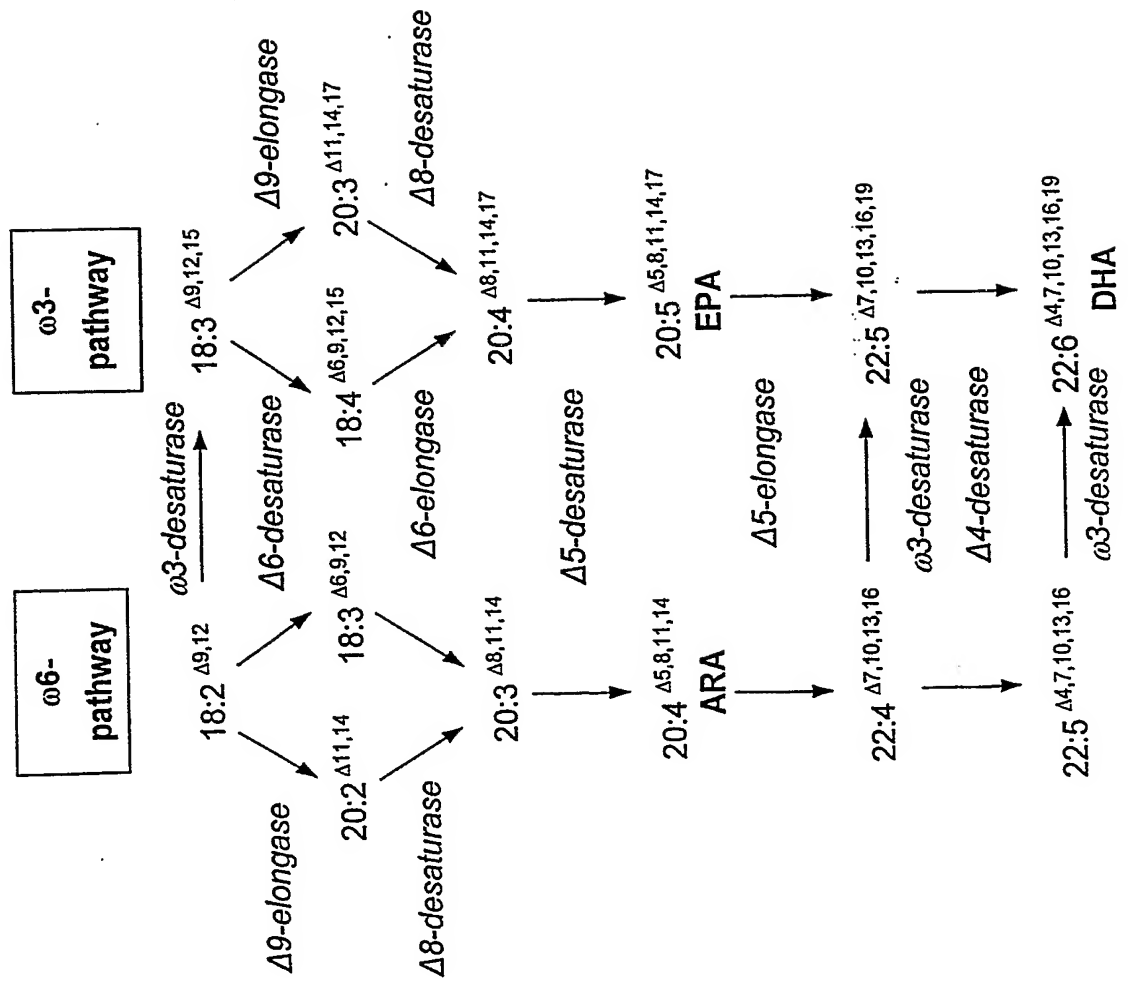 ω6-
pathway
ω3-
pathway
18:2 Δ9,12
ω3-desaturase
18:3 Δ9,12,15
Δ9-elongase
Δ6-desaturase
Δ9-elongase
20:2 Δ11,14
18:3 Δ6,9,12
18:4 Δ6,9,12,15
20:3 Δ11,14,17
Δ8-desaturase
Δ6-elongase
Δ8-desaturase
20:3 Δ8,11,14
20:4 Δ8,11,14,17
Δ5-desaturase
20:4 Δ5,8,11,14
ARA
20:5 Δ5,8,11,14,17
EPA
Δ5-elongase
22:4 Δ7,10,13,16
22:5 Δ7,10,13,16,19
ω3-desaturase
Δ4-desaturase
22:5 Δ4,7,10,13,16
22:6 Δ4,7,10,13,16,19
DHA
ω3-desaturase